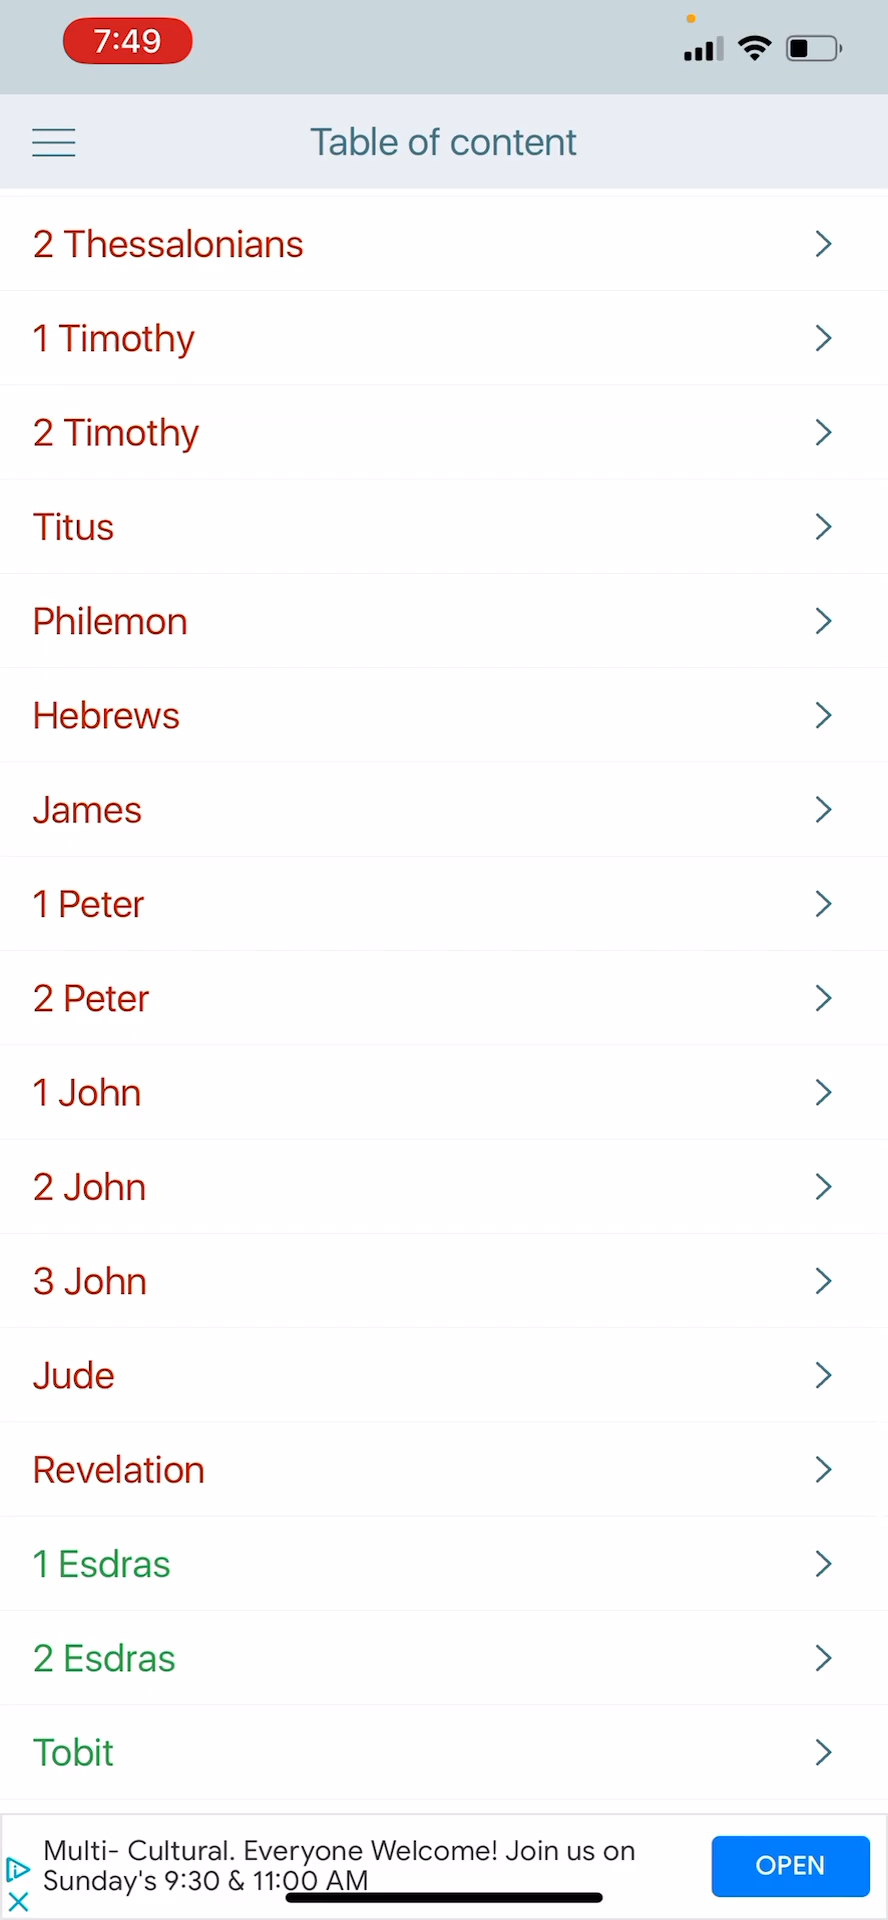 7:49
Table of content
2 Thessalonians
1 Timothy
2 Timothy
Titus
Philemon
Hebrews
James
1 Peter
2 Peter
1 John
2 John
3 John
Jude
Revelation
1 Esdras
2 Esdras
Tobit
Multi- Cultural. Everyone Welcome! Join us on
Sunday's 9:30 & 11:00 AM
OPEN